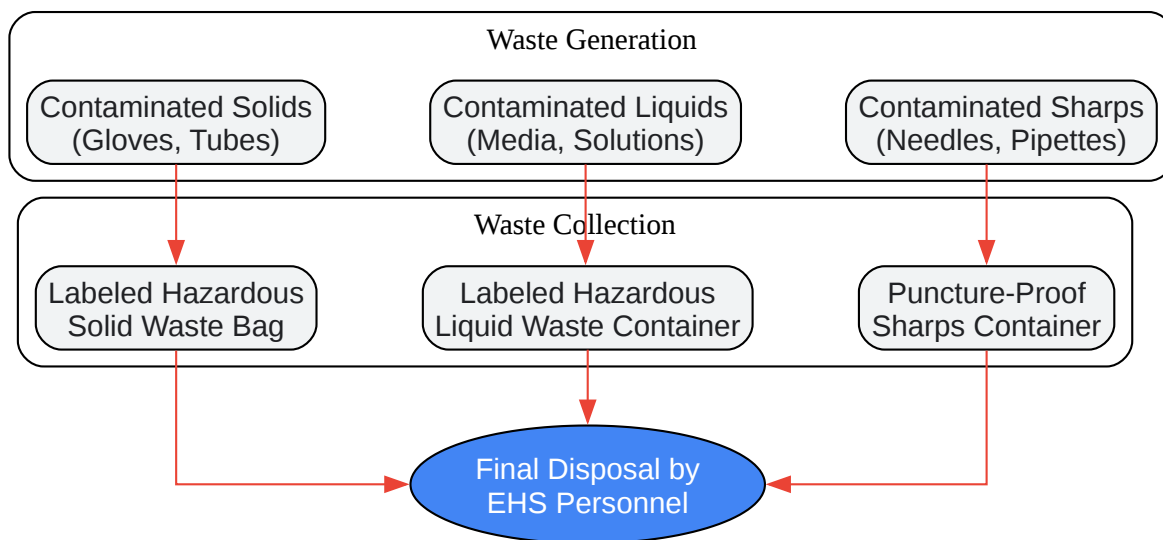 Waste Generation
Contaminated Solids
(Gloves, Tubes)
Contaminated Liquids
(Media, Solutions)
Contaminated Sharps
(Needles, Pipettes)
Waste Collection
Labeled Hazardous
Solid Waste Bag
Labeled Hazardous
Liquid Waste Container
Puncture-Proof
Sharps Container
Final Disposal by
EHS Personnel